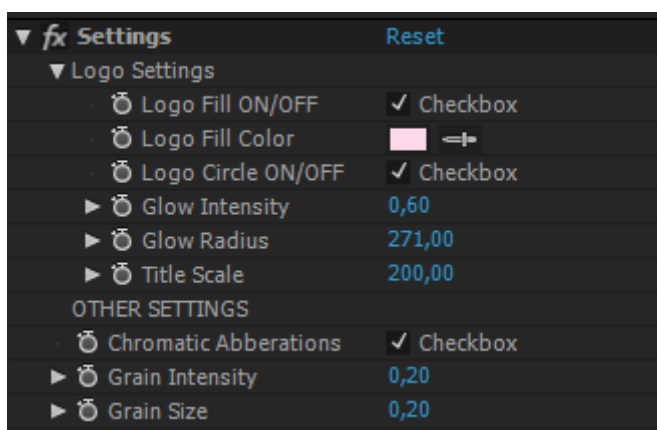 fx Settings Reset
Logo Settings
Logo Fill ON/OFF Checkbox
Logo Fill Color
Logo Circle ON/OFF Checkbox
Glow Intensity 0,60
Glow Radius 271,00
Title Scale 200,00
OTHER SETTINGS
Chromatic Abberations Checkbox
Grain Intensity 0,20
Grain Size 0,20